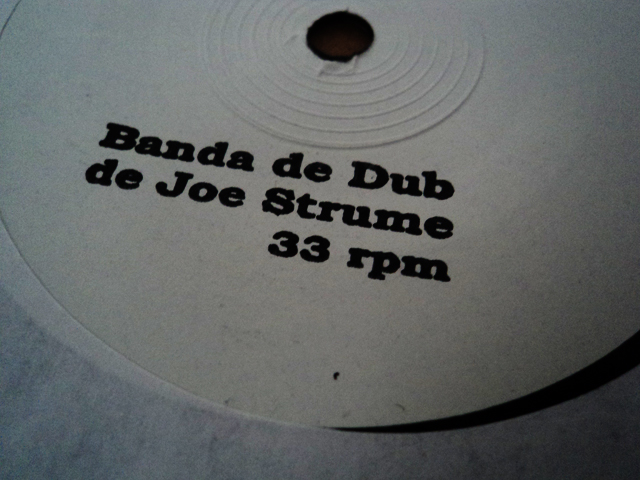 Banda de Dub
de Joe Strume
33 rpm